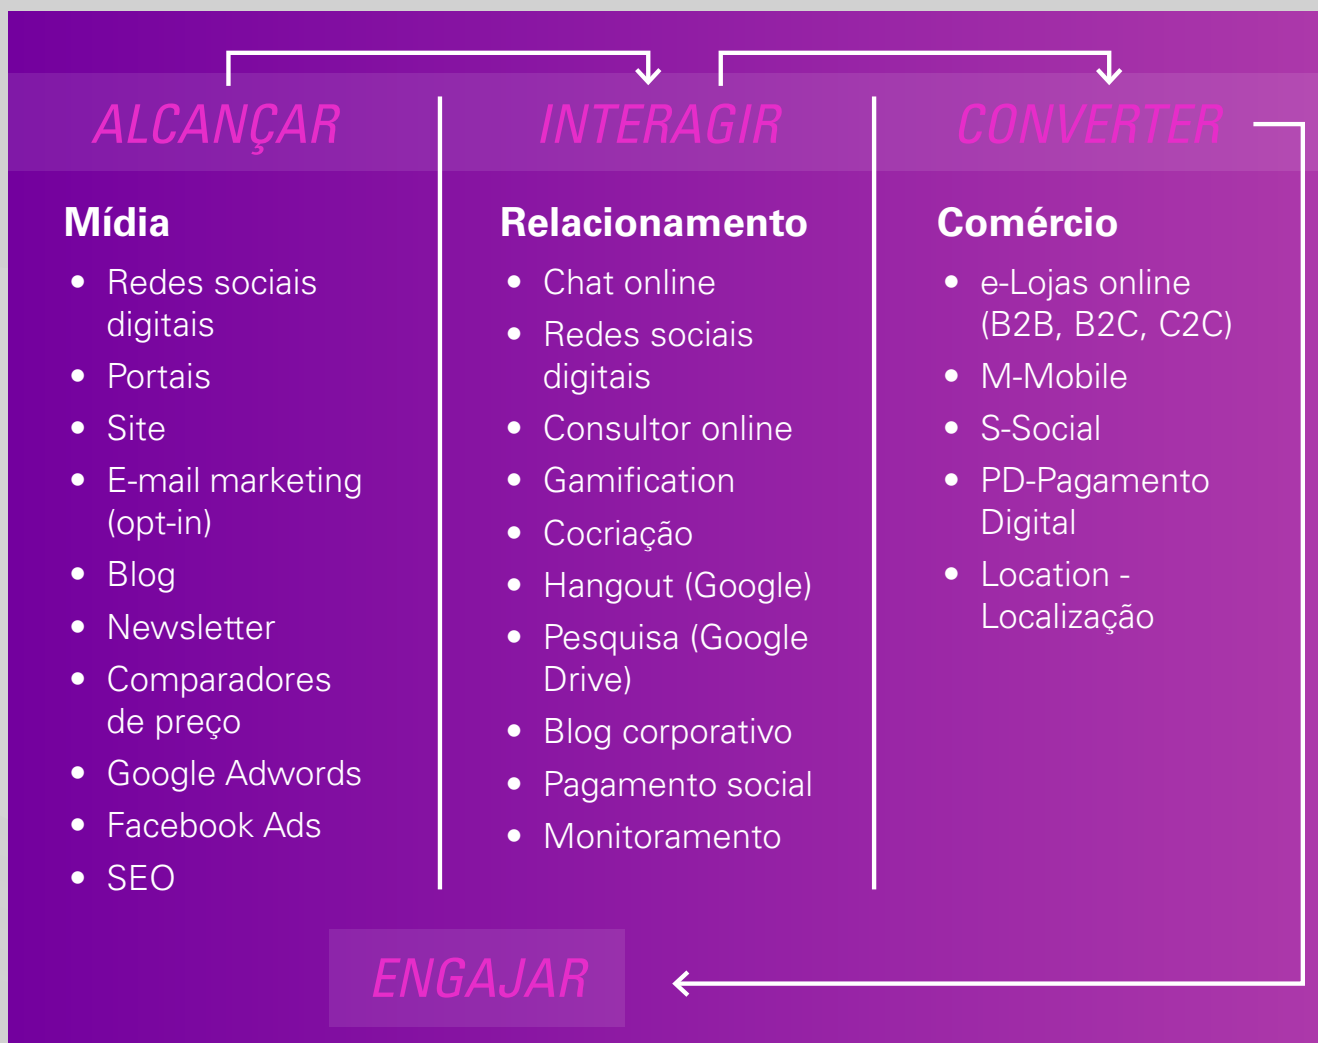 ALCANÇAR
INTERAGIR
CONVERTER
Mídia
• Redes sociais
digitais
• Portais
• Site
• E-mail marketing
(opt-in)
• Blog
• Newsletter
• Comparadores
de preço
• Google Adwords
• Facebook Ads
• SEO
Relacionamento
• Chat online
• Redes sociais
digitais
• Consultor online
• Gamification
• Cocriação
• Hangout (Google)
• Pesquisa (Google
Drive)
• Blog corporativo
• Pagamento social
• Monitoramento
Comércio
• e-Lojas online
(B2B, B2C, C2C)
• M-Mobile
• S-Social
• PD-Pagamento
Digital
• Location -
Localização
ENGAJAR